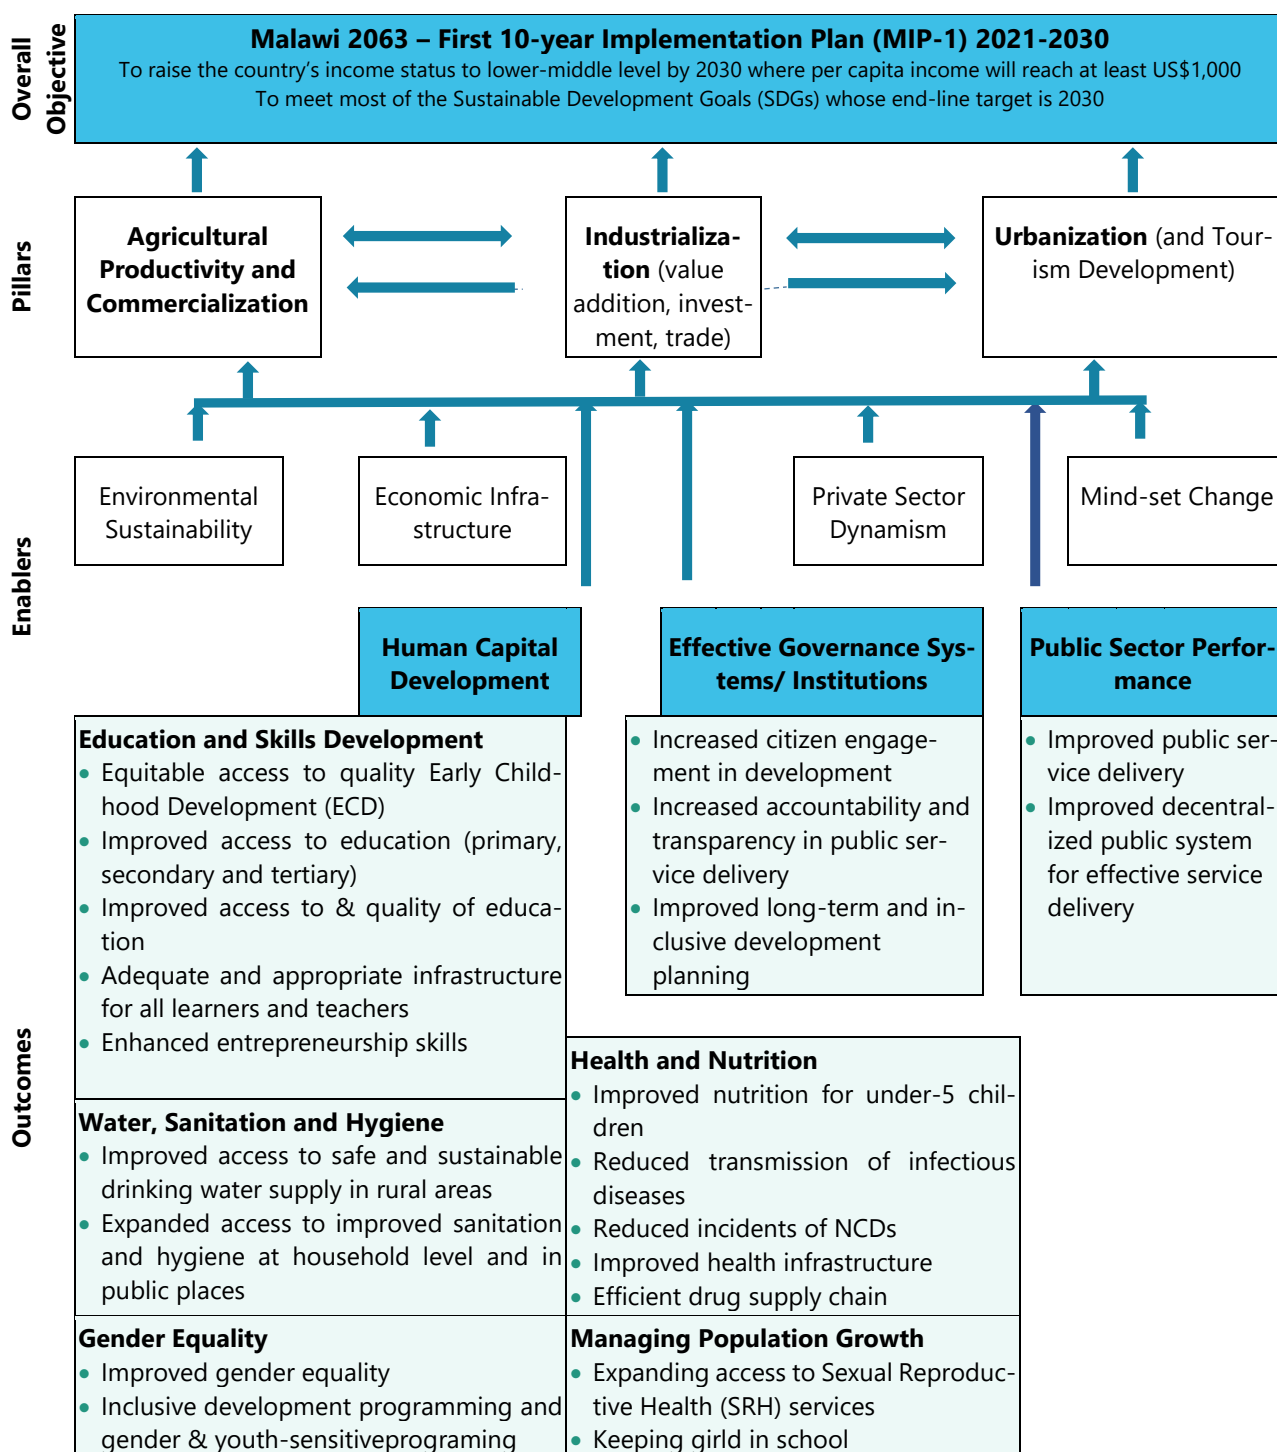 Overall
Objective
Malawi 2063 – First 10-year Implementation Plan (MIP-1) 2021-2030
To raise the country's income status to lower-middle level by 2030 where per capita income will reach at least US$1,000
To meet most of the Sustainable Development Goals (SDGs) whose end-line target is 2030
Pillars
Agricultural
Productivity and
Commercialization
Industrializa-
tion (value
addition, invest-
ment, trade)
Urbanization (and Tour-
ism Development)
Enablers
Environmental
Sustainability
Economic Infra-
structure
Private Sector
Dynamism
Mind-set Change
Human Capital
Development
Effective Governance Sys-
tems/ Institutions
Public Sector Perfor-
mance
Outcomes
Education and Skills Development
• Equitable access to quality Early Child-
hood Development (ECD)
• Improved access to education (primary,
secondary and tertiary)
• Improved access to & quality of educa-
tion
• Adequate and appropriate infrastructure
for all learners and teachers
• Enhanced entrepreneurship skills
• Increased citizen engage-
ment in development
• Increased accountability and
transparency in public ser-
vice delivery
• Improved long-term and in-
clusive development
planning
• Improved public ser-
vice delivery
• Improved decentral-
ized public system
for effective service
delivery
Water, Sanitation and Hygiene
• Improved access to safe and sustainable
drinking water supply in rural areas
• Expanded access to improved sanitation
and hygiene at household level and in
public places
Health and Nutrition
• Improved nutrition for under-5 chil-
dren
• Reduced transmission of infectious
diseases
• Reduced incidents of NCDs
• Improved health infrastructure
• Efficient drug supply chain
Gender Equality
• Improved gender equality
• Inclusive development programming and
gender & youth-sensitiveprograming
Managing Population Growth
• Expanding access to Sexual Reproduc-
tive Health (SRH) services
• Keeping girld in school